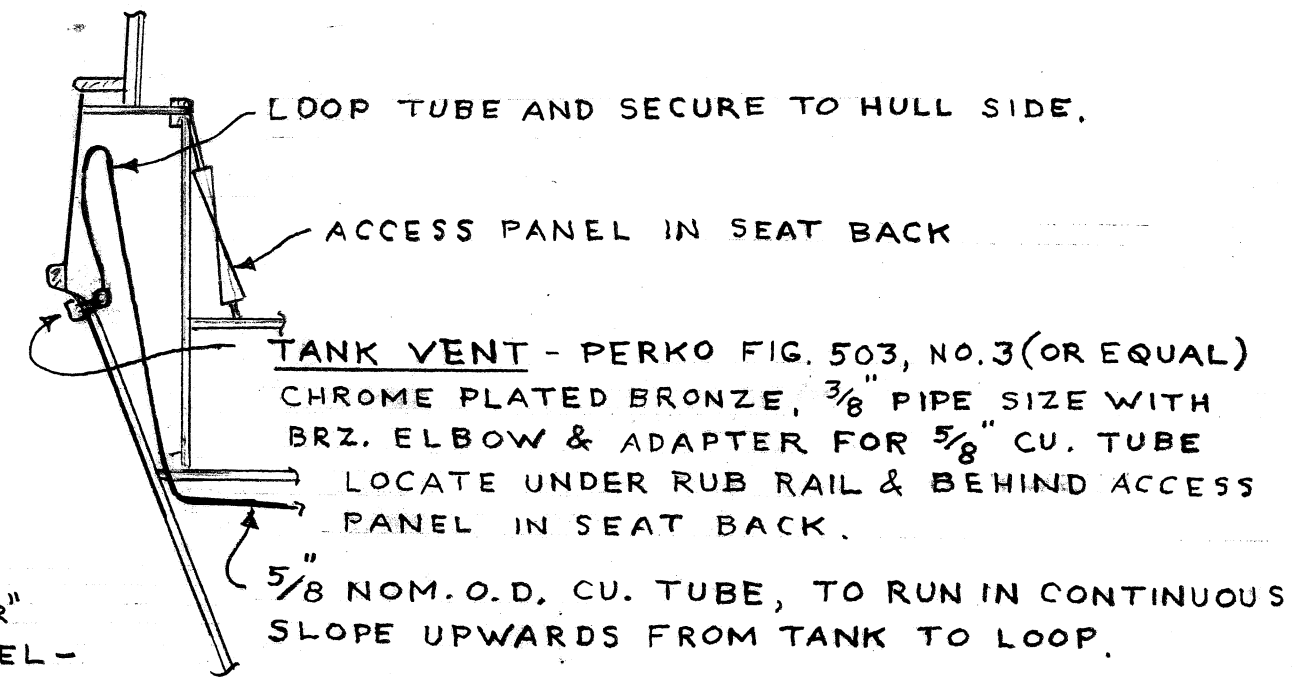 LOOP TUBE AND SECURE TO HULL SIDE.
ACCESS PANEL IN SEAT BACK
TANK VENT - PERKO FIG. 503, NO. 3 (OR EQUAL)
CHROME PLATED BRONZE, 3/8" PIPE SIZE WITH
BRZ. ELBOW & ADAPTER FOR 5/8" CU. TUBE
LOCATE UNDER RUB RAIL & BEHIND ACCESS
PANEL IN SEAT BACK.
5/8" NOM. O.D. CU. TUBE, TO RUN IN CONTINUOUS
SLOPE UPWARDS FROM TANK TO LOOP.